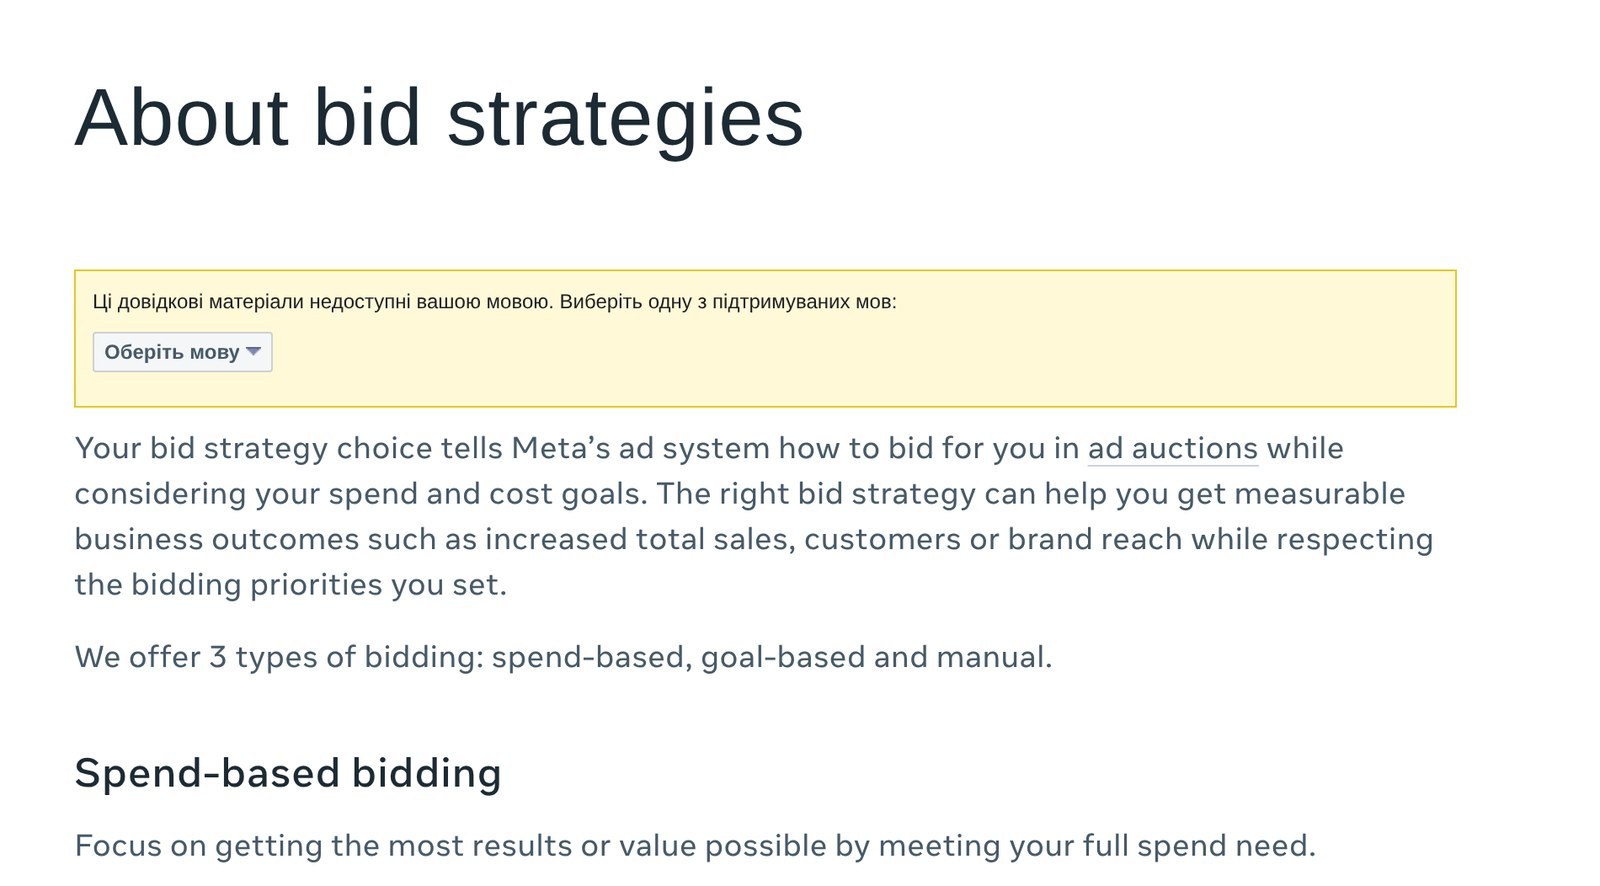 About bid strategies
Ці довідкові матеріали недоступні вашою мовою. Виберіть одну з підтримуваних мов:
Оберіть мову
Your bid strategy choice tells Meta’s ad system how to bid for you in ad auctions while
considering your spend and cost goals. The right bid strategy can help you get measurable
business outcomes such as increased total sales, customers or brand reach while respecting
the bidding priorities you set.
We offer 3 types of bidding: spend-based, goal-based and manual.
Spend-based bidding
Focus on getting the most results or value possible by meeting your full spend need.